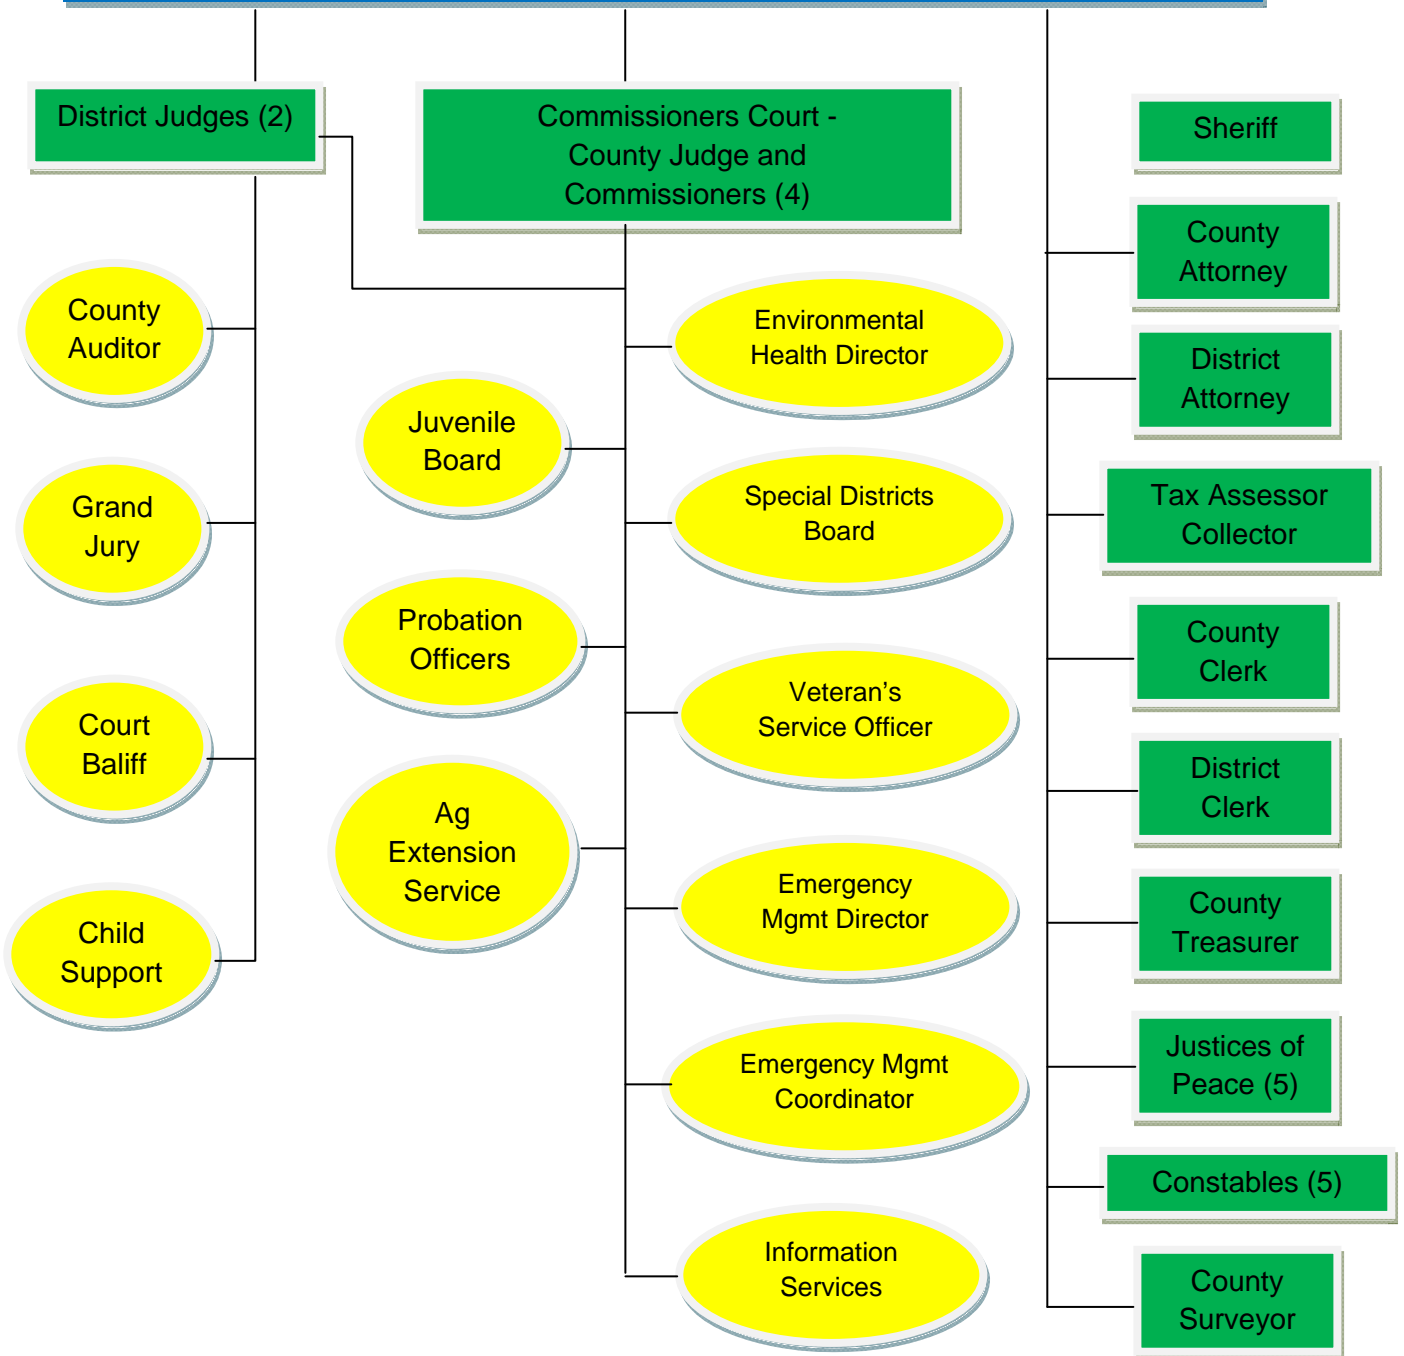 District Judges (2)
Commissioners Court -
County Judge and
Commissioners (4)
Sheriff
County
Attorney
District
Attorney
Tax Assessor
Collector
County
Clerk
District
Clerk
County
Treasurer
Justices of
Peace (5)
Constables (5)
County
Surveyor
County
Auditor
Grand
Jury
Court
Baliff
Child
Support
Juvenile
Board
Probation
Officers
Ag
Extension
Service
Environmental
Health Director
Special Districts
Board
Veteran’s
Service Officer
Emergency
Mgmt Director
Emergency Mgmt
Coordinator
Information
Services